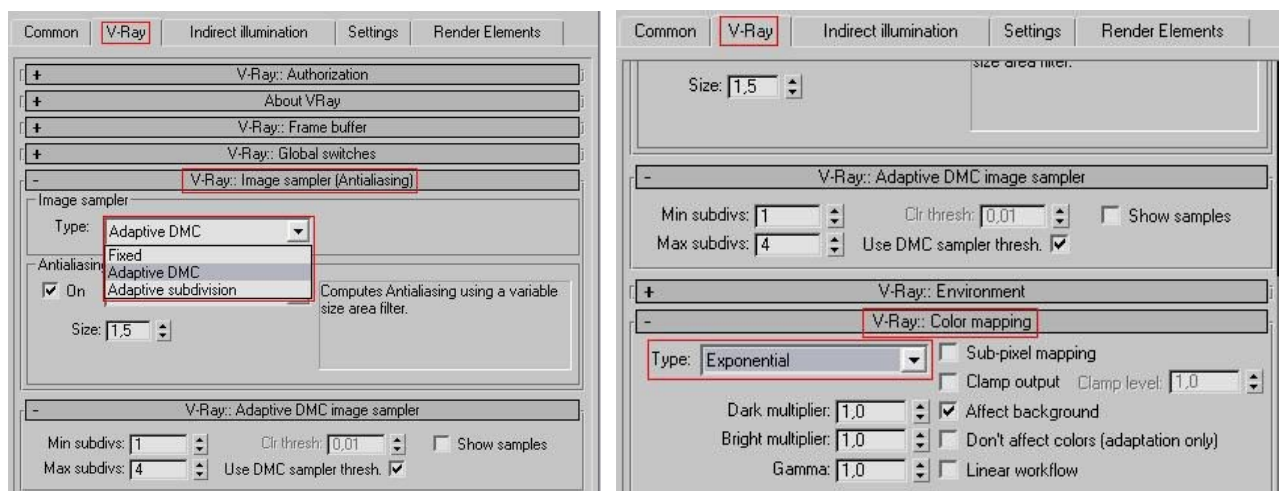 Common V-Ray Indirect illumination Settings Render Elements
+ V-Ray:: Authorization
+ About VRay
+ V-Ray:: Frame buffer
+ V-Ray:: Global switches
- V-Ray:: Image sampler (Antialiasing)
Image sampler
Type: Adaptive DMC
Fixed
Adaptive DMC
Adaptive subdivision
Antialiasin
On
Computes Antialiasing using a variable
size area filter.
Size: 1,5
- V-Ray:: Adaptive DMC image sampler
Min subdivs: 1 Clr thresh: 0,01 Show samples
Max subdivs: 4 Use DMC sampler thresh.
Common V-Ray Indirect illumination Settings Render Elements
size area filter.
Size: 1,5
- V-Ray:: Adaptive DMC image sampler
Min subdivs: 1 Clr thresh: 0,01 Show samples
Max subdivs: 4 Use DMC sampler thresh.
+ V-Ray:: Environment
- V-Ray:: Color mapping
Type: Exponential Sub-pixel mapping
Clamp output Clamp level: 1,0
Dark multiplier: 1,0 Affect background
Bright multiplier: 1,0 Don't affect colors (adaptation only)
Gamma: 1,0 Linear workflow